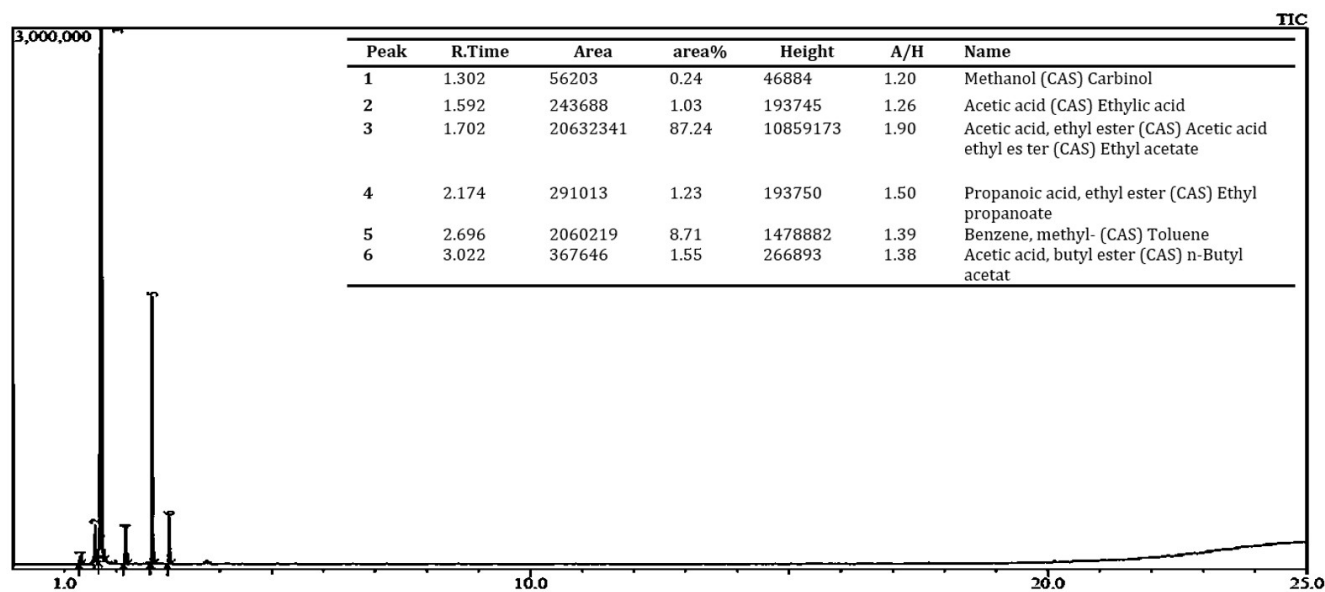 TIC
3,000,000
Peak R.Time Area area% Height A/H Name
1 1.302 56203 0.24 46884 1.20 Methanol (CAS) Carbinol
2 1.592 243688 1.03 193745 1.26 Acetic acid (CAS) Ethylic acid
3 1.702 20632341 87.24 10859173 1.90 Acetic acid, ethyl ester (CAS) Acetic acid
ethyl es ter (CAS) Ethyl acetate
4 2.174 291013 1.23 193750 1.50 Propanoic acid, ethyl ester (CAS) Ethyl
propanoate
5 2.696 2060219 8.71 1478882 1.39 Benzene, methyl- (CAS) Toluene
6 3.022 367646 1.55 266893 1.38 Acetic acid, butyl ester (CAS) n-Butyl
acetat
5
2 6
1.0 10.0 20.0 25.0